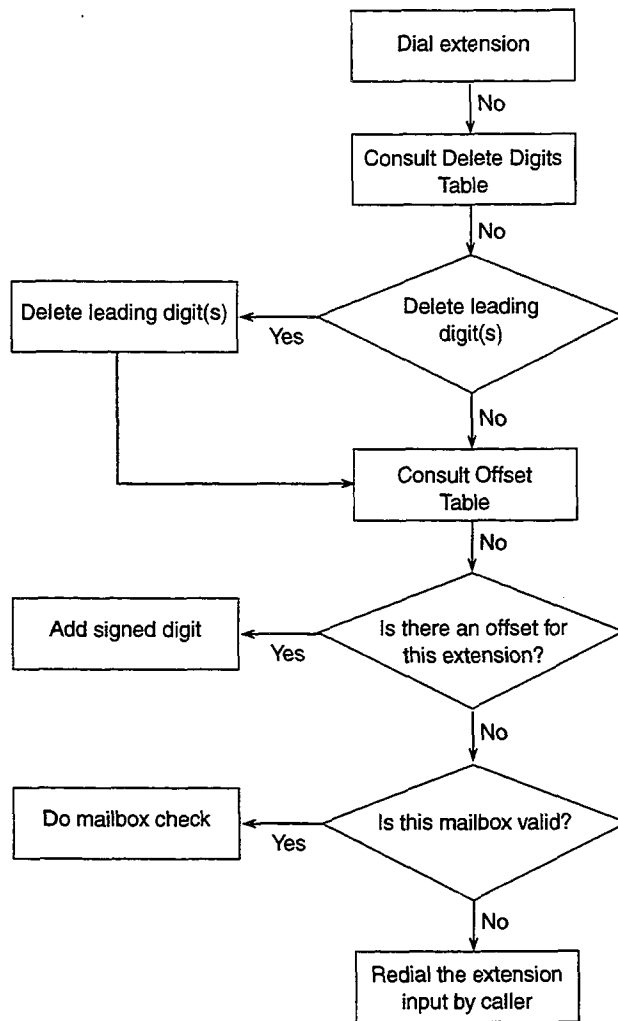 Dial extension
No
Consult Delete Digits
Table
No
Delete leading digit(s)
Yes
Delete leading
digit(s)
No
Consult Offset
Table
No
Add signed digit
Yes
Is there an offset for
this extension?
No
Do mailbox check
Yes
Is this mailbox valid?
No
Redial the extension
input by caller